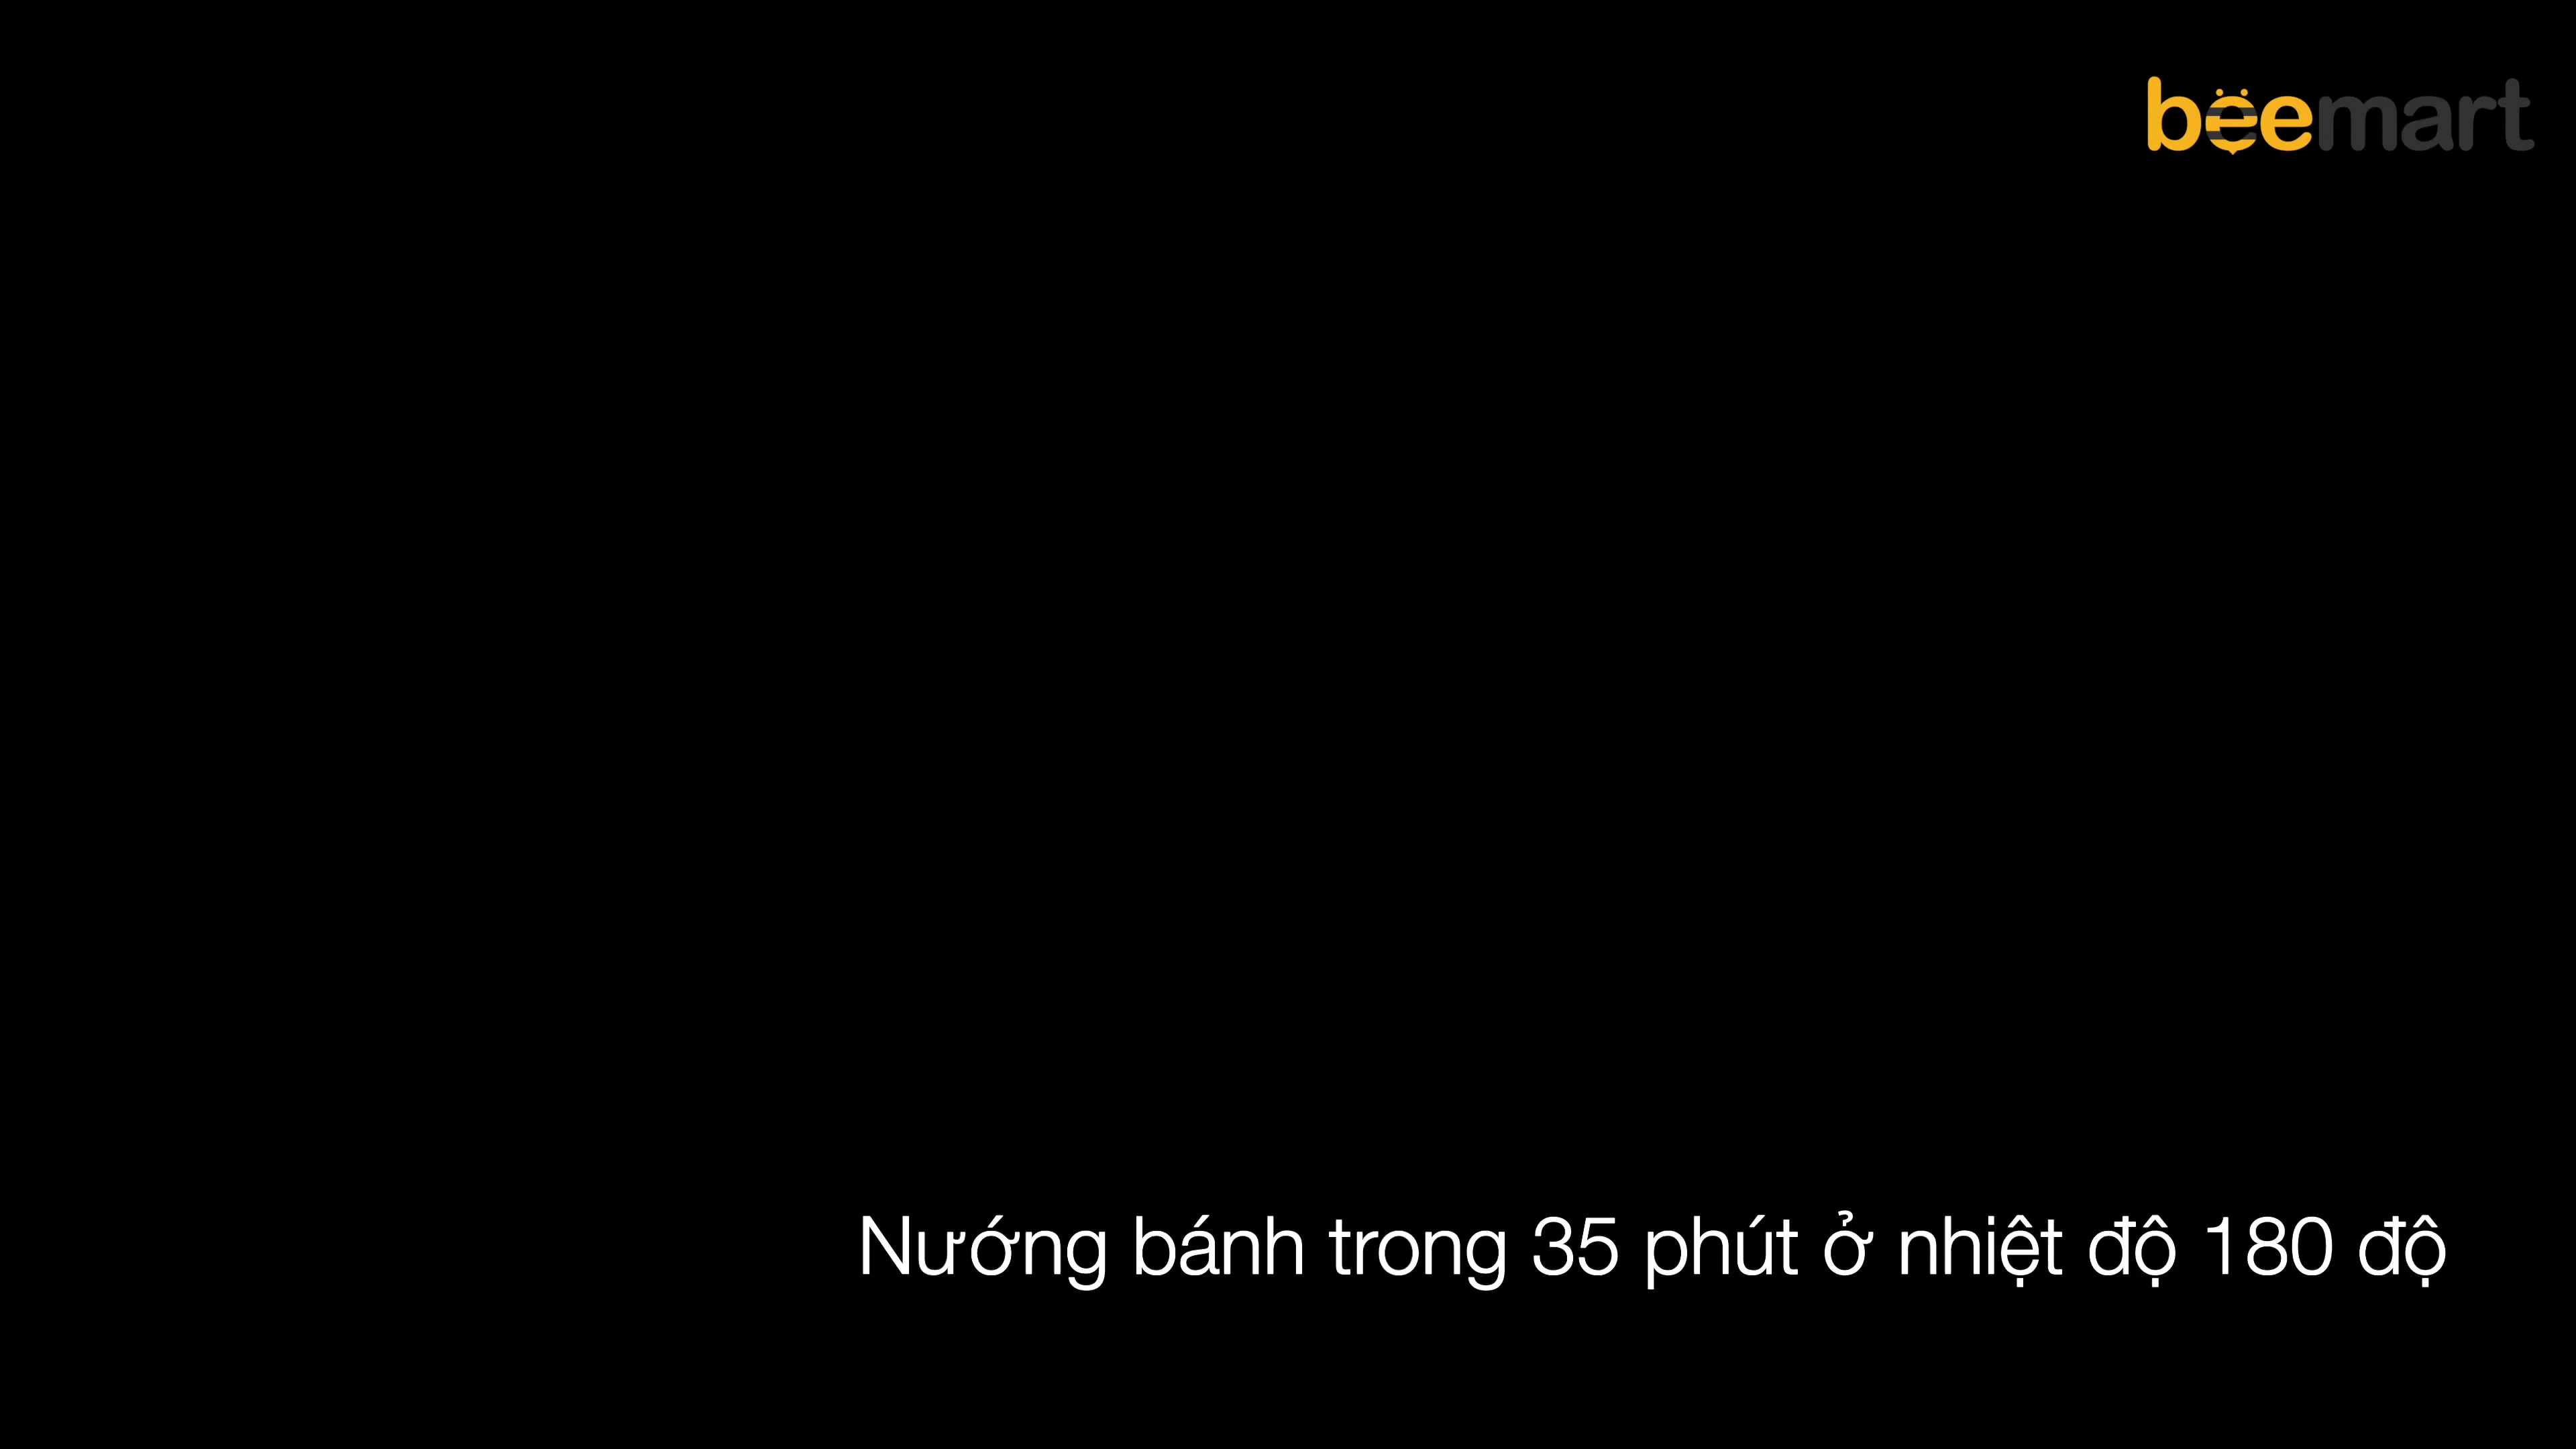 beemart
Nướng bánh trong 35 phút ở nhiệt độ 180 độ